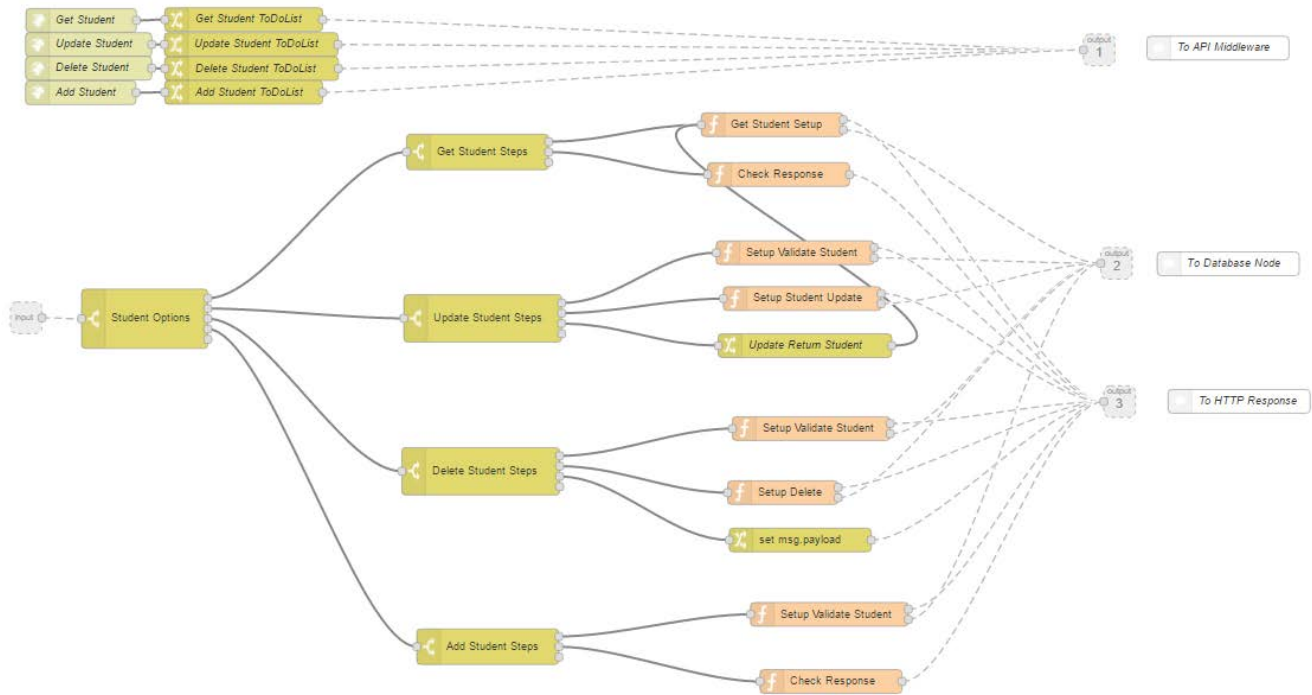 Get Student
Get Student ToDoList
Update Student
Update Student ToDoList
Delete Student
Delete Student ToDoList
Add Student
Add Student ToDoList
output
1
To API Middleware
Get Student Steps
Get Student Setup
Check Response
input
Student Options
Update Student Steps
Setup Validate Student
Setup Student Update
Update Return Student
output
2
To Database Node
output
3
To HTTP Response
Delete Student Steps
Setup Validate Student
Setup Delete
set msg.payload
Add Student Steps
Setup Validate Student
Check Response